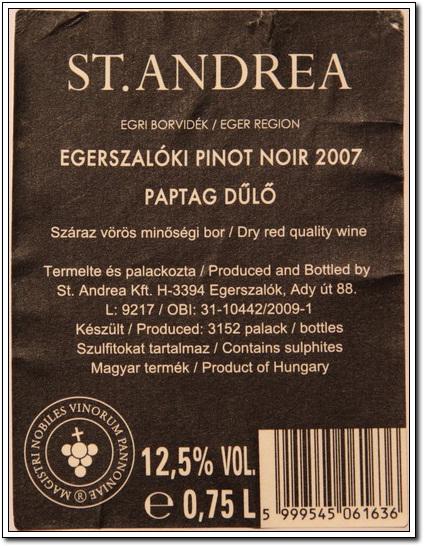 ST. ANDREA
EGRI BORVIDÉK / EGER REGION
EGERSZALÓKI PINOT NOIR 2007
PAPTAG DŰLŐ
Száraz vörös minőségi bor / Dry red quality wine
Termelte és palackozta / Produced and Bottled by
St. Andrea Kft. H-3394 Egerszalók, Ady út 88.
L: 9217 / OBI: 31-10442/2009-1
Készült / Produced: 3152 palack / bottles
Szulfitokat tartalmaz / Contains sulphites
Magyar termék / Product of Hungary
MAGISTRI NOBILES VINORUM PANNONIAE ®
12,5% VOL.
℮ 0,75 L
5 999545 061636